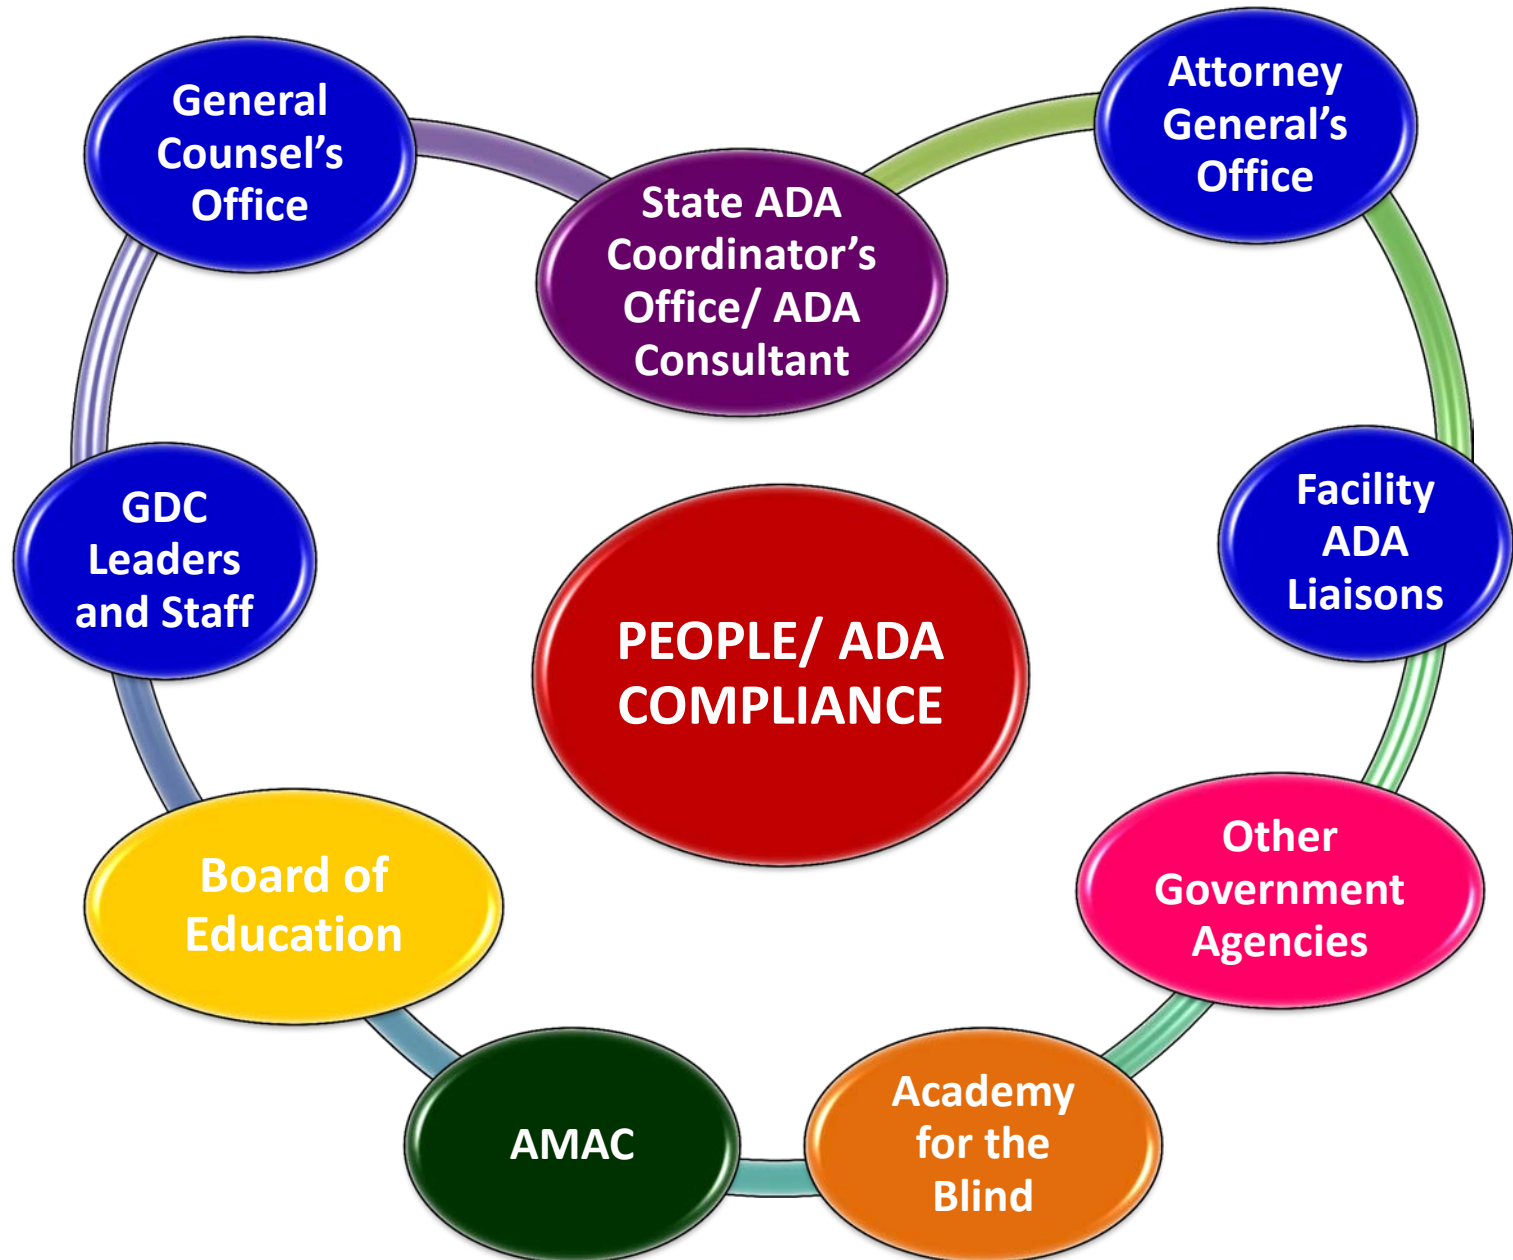 General
Counsel’s
Office
State ADA
Coordinator’s
Office/ ADA
Consultant
Attorney
General’s
Office
GDC
Leaders
and Staff
PEOPLE/ ADA
COMPLIANCE
Facility
ADA
Liaisons
Board of
Education
Other
Government
Agencies
AMAC
Academy
for the
Blind